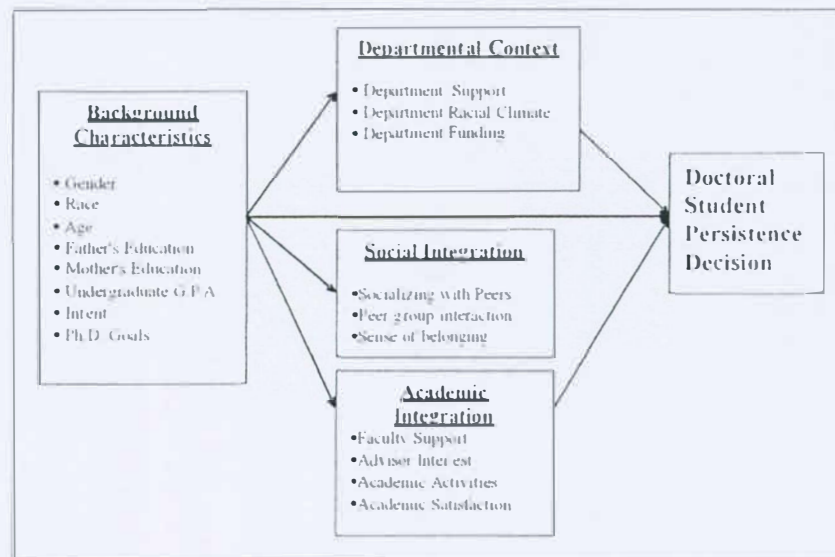 Background
Characteristics
• Gender
• Race
• Age
• Father's Education
• Mother's Education
• Undergraduate G.P.A
• Intent
• Ph.D. Goals
Departmental Context
• Department Support
• Department Racial Climate
• Department Funding
Social Integration
•Socializing with Peers
•Peer group interaction
•Sense of belonging
Academic
Integration
•Faculty Support
•Advisor Interest
•Academic Activities
•Academic Satisfaction
Doctoral
Student
Persistence
Decision